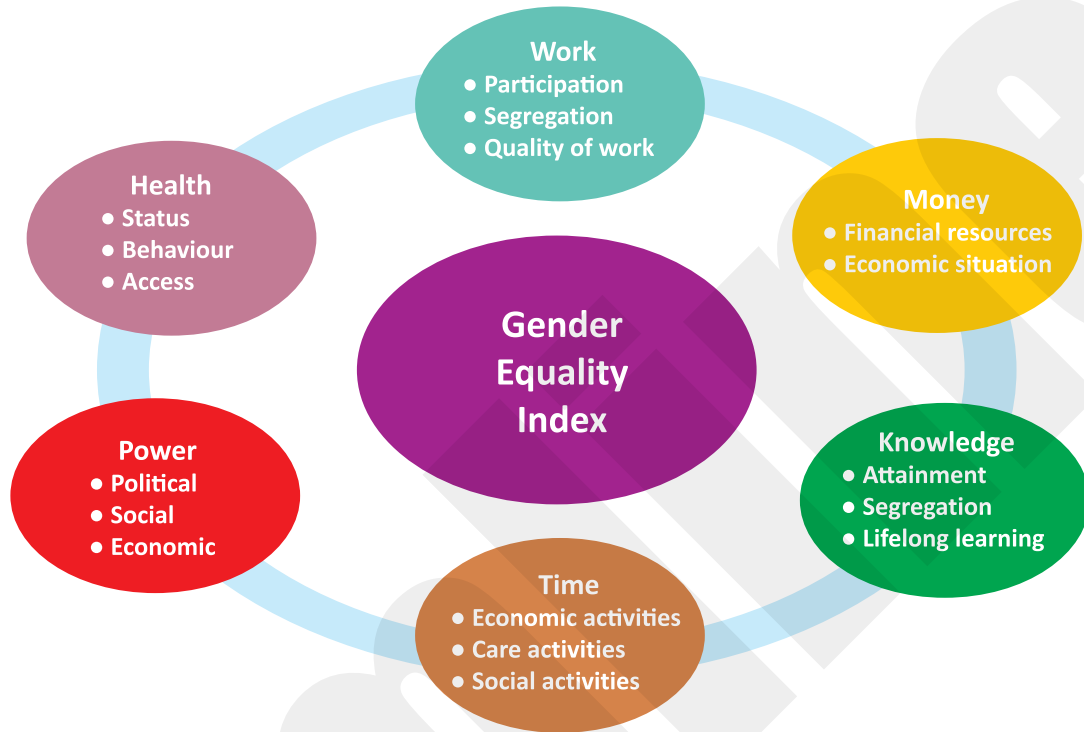 Work
● Participation
● Segregation
● Quality of work
Money
● Financial resources
● Economic situation
Knowledge
● Attainment
● Segregation
● Lifelong learning
Time
● Economic activities
● Care activities
● Social activities
Power
● Political
● Social
● Economic
Health
● Status
● Behaviour
● Access
Gender
Equality
Index